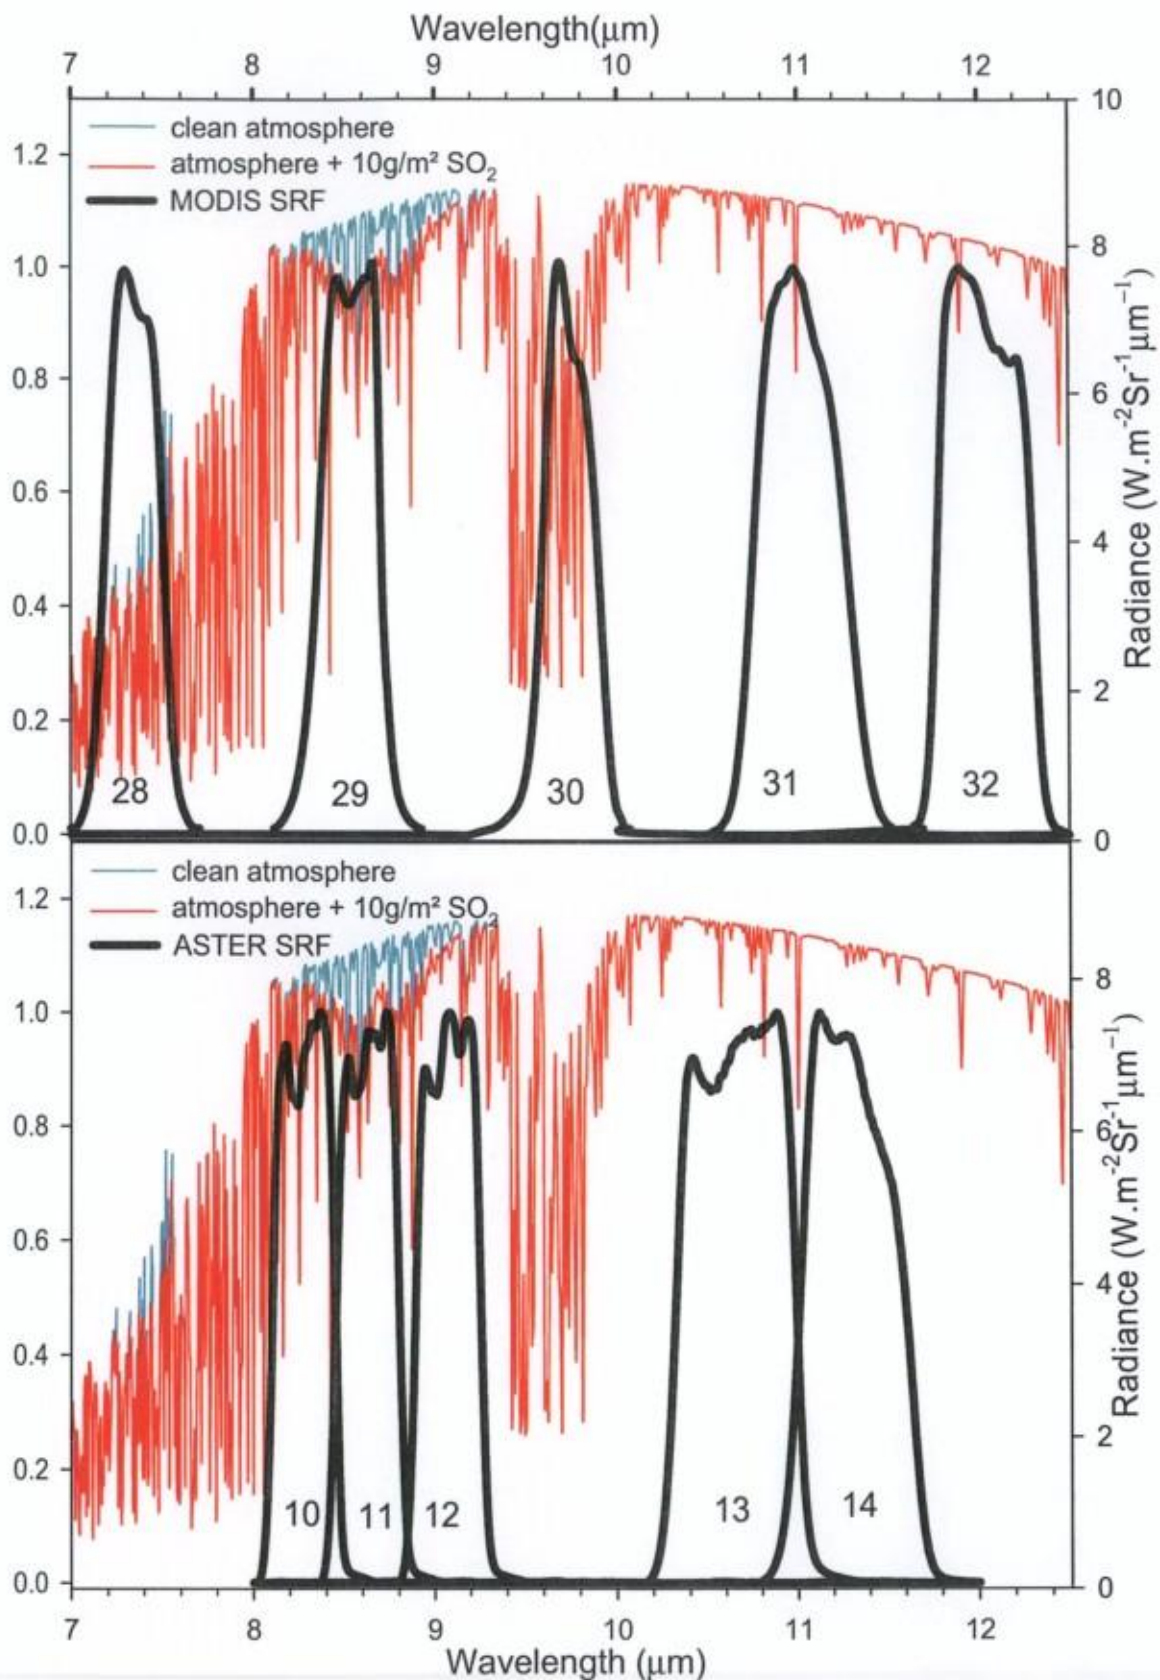 Wavelength(μm)
7 8 9 10 11 12
clean atmosphere
atmosphere + 10g/m² SO₂
MODIS SRF
10
8
6
4
2
0
Radiance (W.m⁻²Sr⁻¹μm⁻¹)
1.2
1.0
0.8
0.6
0.4
0.2
0.0
28 29 30 31 32
clean atmosphere
atmosphere + 10g/m² SO₂
ASTER SRF
8
6
4
2
0
Radiance (W.m⁻²Sr⁻¹μm⁻¹)
1.2
1.0
0.8
0.6
0.4
0.2
0.0
10 11 12 13 14
7 8 9 10 11 12
Wavelength (μm)